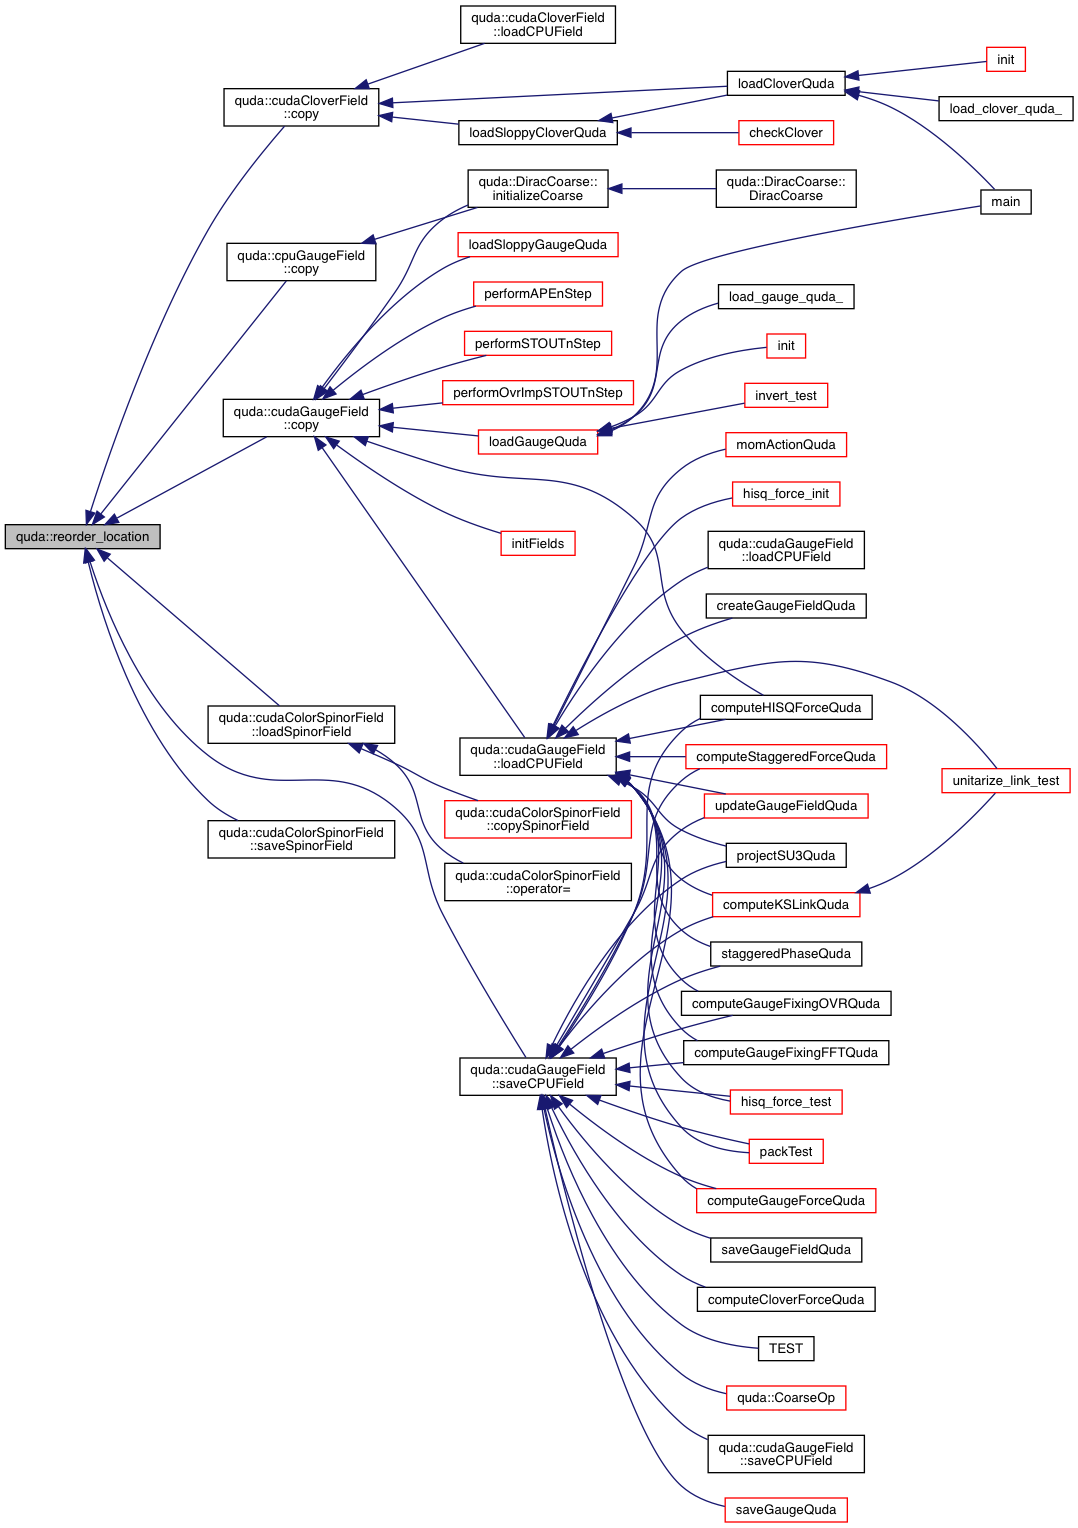 quda::cudaCloverField
::loadCPUField
init
quda::cudaCloverField
::copy
loadCloverQuda
load_clover_quda_
loadSloppyCloverQuda
checkClover
quda::DiracCoarse::
initializeCoarse
quda::DiracCoarse::
DiracCoarse
main
quda::cpuGaugeField
::copy
loadSloppyGaugeQuda
performAPEnStep
load_gauge_quda_
performSTOUTnStep
init
performOvrImpSTOUTnStep
invert_test
quda::cudaGaugeField
::copy
loadGaugeQuda
momActionQuda
hisq_force_init
quda::reorder_location
initFields
quda::cudaGaugeField
::loadCPUField
createGaugeFieldQuda
quda::cudaColorSpinorField
::loadSpinorField
computeHISQForceQuda
quda::cudaGaugeField
::loadCPUField
computeStaggeredForceQuda
unitarize_link_test
updateGaugeFieldQuda
quda::cudaColorSpinorField
::copySpinorField
quda::cudaColorSpinorField
::saveSpinorField
projectSU3Quda
quda::cudaColorSpinorField
::operator=
computeKSLinkQuda
staggeredPhaseQuda
computeGaugeFixingOVRQuda
computeGaugeFixingFFTQuda
quda::cudaGaugeField
::saveCPUField
hisq_force_test
packTest
computeGaugeForceQuda
saveGaugeFieldQuda
computeCloverForceQuda
TEST
quda::CoarseOp
quda::cudaGaugeField
::saveCPUField
saveGaugeQuda